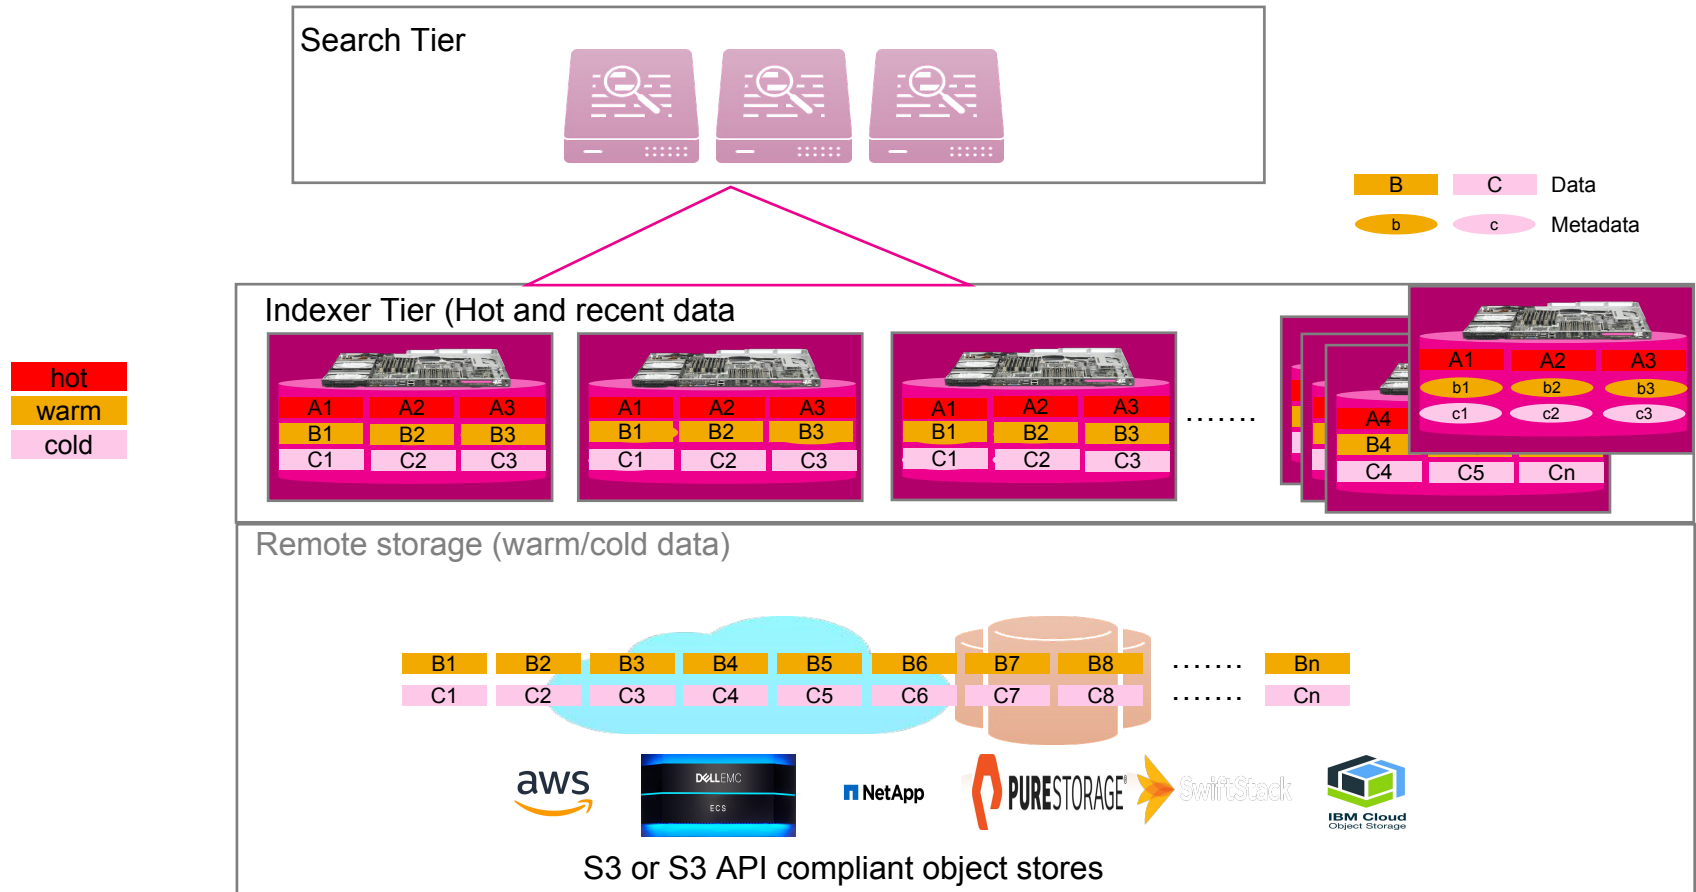 Search Tier
B C Data
b c Metadada
Indexer Tier (Hot and recent data
hot
warm
cold
A1 A2 A3
B1 B2 B3
C1 C2 C3
A1 A2 A3
B1 B2 B3
C1 C2 C3
A1 A2 A3
B1 B2 B3
C1 C2 C3
.......
A4
B4
C4 C5 Cn
A1 A2 A3
b1 b2 b3
c1 c2 c3
Remote storage (warm/cold data)
B1 B2 B3 B4 B5 B6 B7 B8 ....... Bn
C1 C2 C3 C4 C5 C6 C7 C8 ....... Cn
aws
DELLEMC
ECS
NetApp
PURESTORAGE®
SwiftStack
IBM Cloud
Object Storage
S3 or S3 API compliant object stores